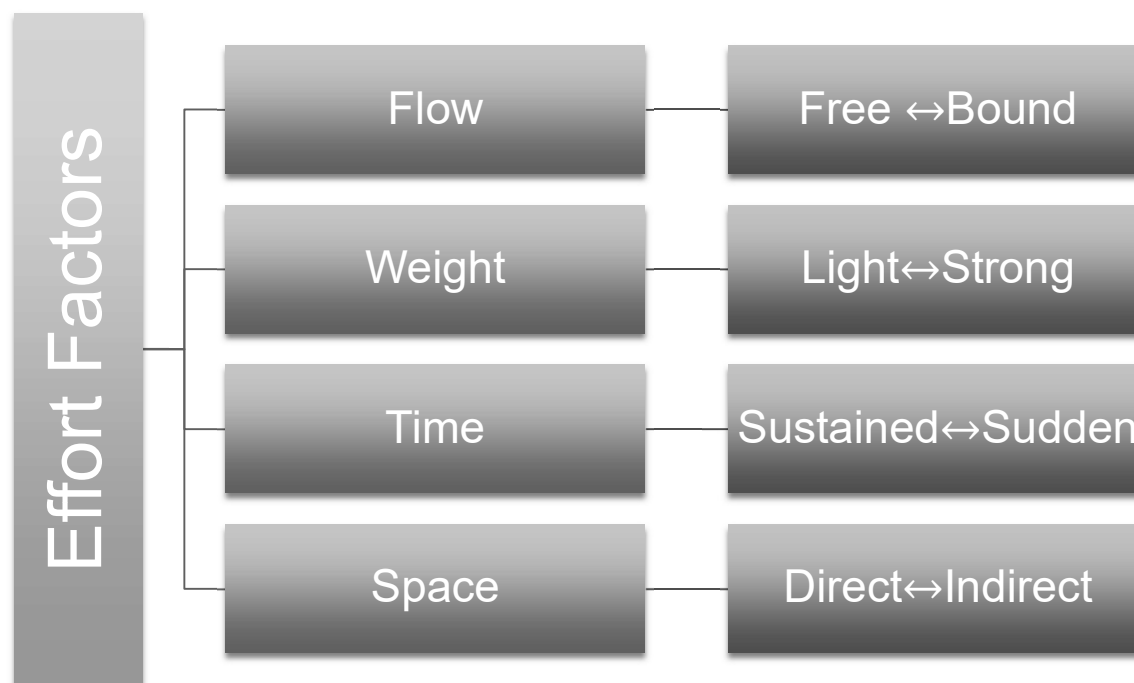 Effort Factors
Flow
Free ↔Bound
Weight
Light↔Strong
Time
Sustained↔Sudden
Space
Direct↔Indirect